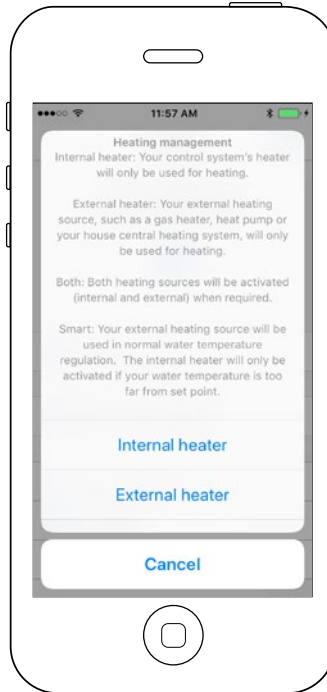 11:57 AM
Heating management
Internal heater: Your control system's heater
will only be used for heating.
External heater: Your external heating
source, such as a gas heater, heat pump or
your house central heating system, will only
be used for heating.
Both: Both heating sources will be activated
(internal and external) when required.
Smart: Your external heating source will be
used in normal water temperature
regulation.  The internal heater will only be
activated if your water temperature is too
far from set point.
Internal heater
External heater
Cancel